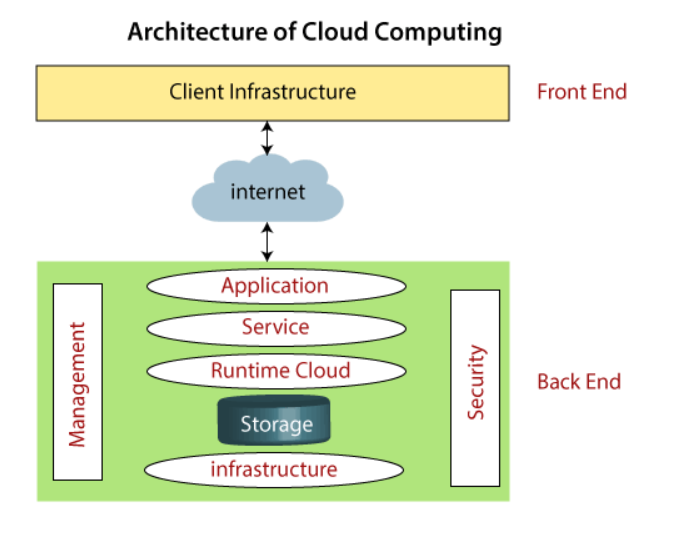 Architecture of Cloud Computing
Client Infrastructure
Front End
internet
Application
Service
Runtime Cloud
Storage
infrastructure
Management
Security
Back End